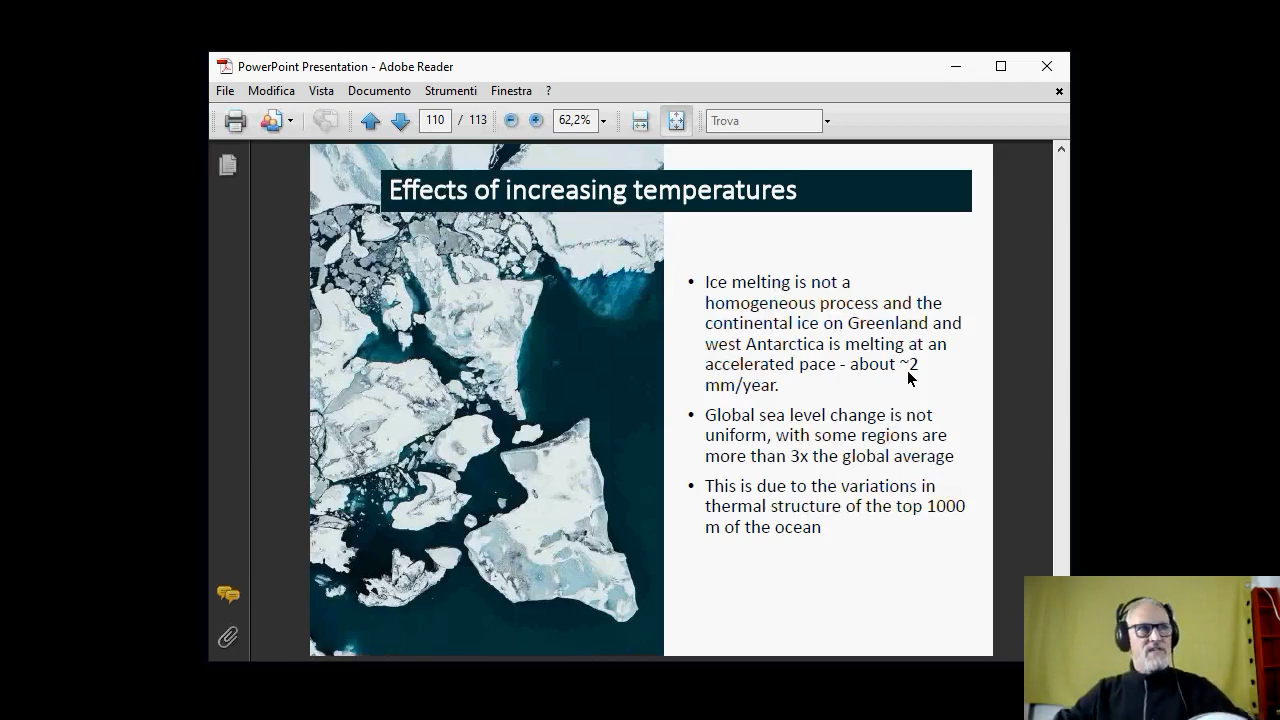 PowerPoint Presentation - Adobe Reader
File Modifica Vista Documento Strumenti Finestra ?
110 / 113 62,2% Trova
Effects of increasing temperatures
• Ice melting is not a
homogeneous process and the
continental ice on Greenland and
west Antarctica is melting at an
accelerated pace - about ~2
mm/year.
• Global sea level change is not
uniform, with some regions are
more than 3x the global average
• This is due to the variations in
thermal structure of the top 1000
m of the ocean